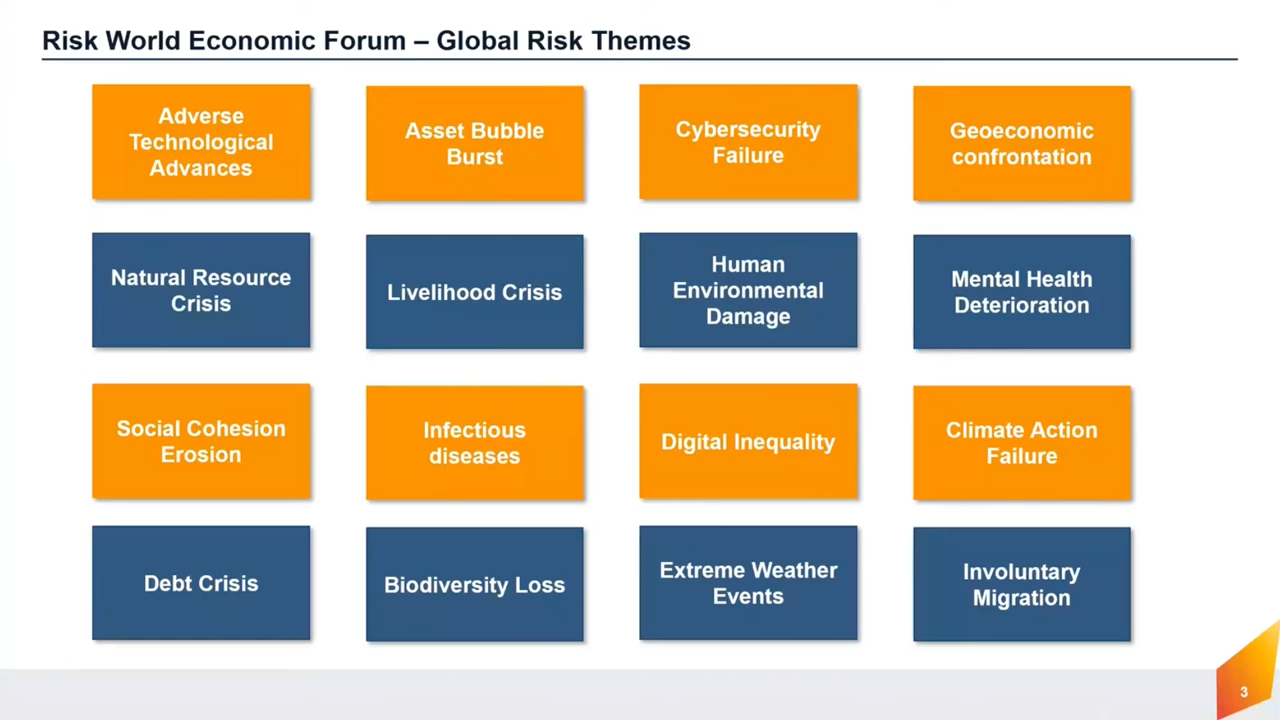 Risk World Economic Forum – Global Risk Themes
Adverse
Technological
Advances
Asset Bubble
Burst
Cybersecurity
Failure
Geoeconomic
confrontation
Natural Resource
Crisis
Livelihood Crisis
Human
Environmental
Damage
Mental Health
Deterioration
Social Cohesion
Erosion
Infectious
diseases
Digital Inequality
Climate Action
Failure
Debt Crisis
Biodiversity Loss
Extreme Weather
Events
Involuntary
Migration
3